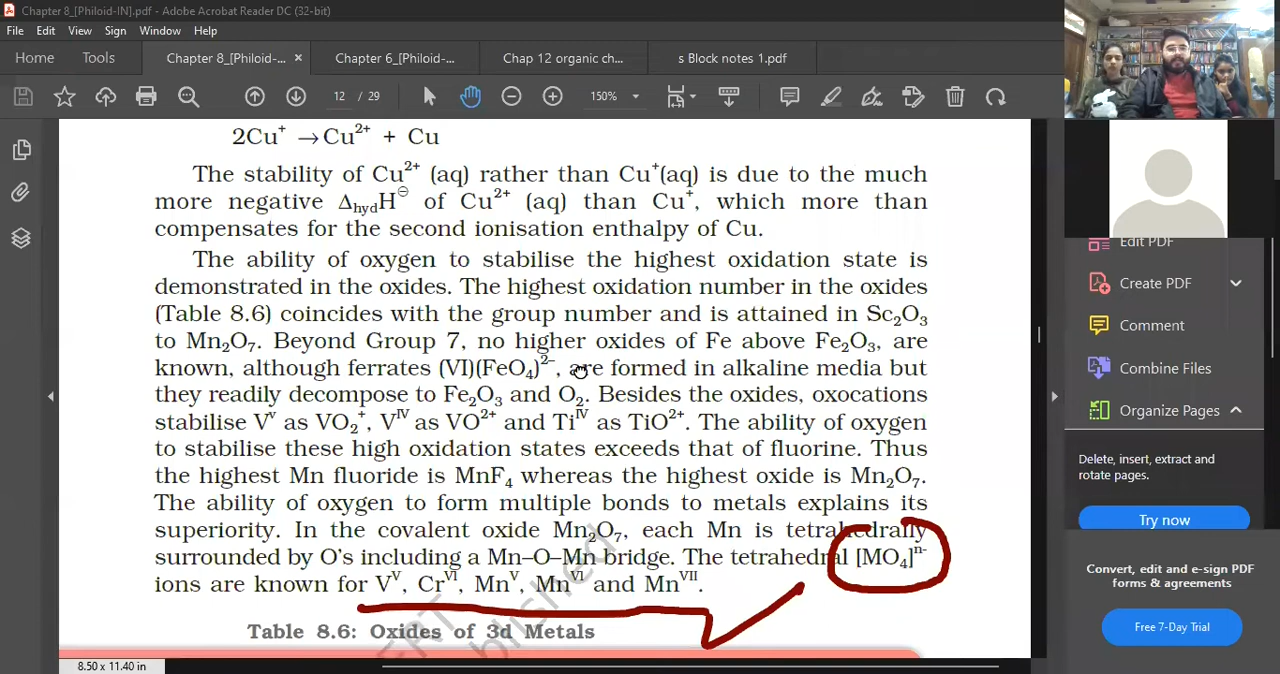 Chapter 8_[Philoid-IN].pdf - Adobe Acrobat Reader DC (32-bit)
File Edit View Sign Window Help
Home Tools Chapter 8_[Philoid-... × Chapter 6_[Philoid-... Chap 12 organic ch... s Block notes 1.pdf
12 / 29 150%
2Cu⁺ → Cu²⁺ + Cu
The stability of Cu²⁺ (aq) rather than Cu⁺(aq) is due to the much
more negative ΔhydH⊖ of Cu²⁺ (aq) than Cu⁺, which more than
compensates for the second ionisation enthalpy of Cu.
The ability of oxygen to stabilise the highest oxidation state is
demonstrated in the oxides. The highest oxidation number in the oxides
(Table 8.6) coincides with the group number and is attained in Sc₂O₃
to Mn₂O₇. Beyond Group 7, no higher oxides of Fe above Fe₂O₃, are
known, although ferrates (VI)(FeO₄)²⁻, are formed in alkaline media but
they readily decompose to Fe₂O₃ and O₂. Besides the oxides, oxocations
stabilise Vᵛ as VO₂⁺, Vᴵⱽ as VO²⁺ and Tiᴵⱽ as TiO²⁺. The ability of oxygen
to stabilise these high oxidation states exceeds that of fluorine. Thus
the highest Mn fluoride is MnF₄ whereas the highest oxide is Mn₂O₇.
The ability of oxygen to form multiple bonds to metals explains its
superiority. In the covalent oxide Mn₂O₇, each Mn is tetrahedrally
surrounded by O's including a Mn–O–Mn bridge. The tetrahedral [MO₄]ⁿ⁻
ions are known for Vⱽ, Crⱽᴵ, Mnⱽ, Mnⱽᴵ and Mnⱽᴵᴵ.
Table 8.6: Oxides of 3d Metals
8.50 x 11.40 in
Edit PDF
Create PDF
Comment
Combine Files
Organize Pages
Delete, insert, extract and
rotate pages.
Try now
Convert, edit and e-sign PDF
forms & agreements
Free 7-Day Trial